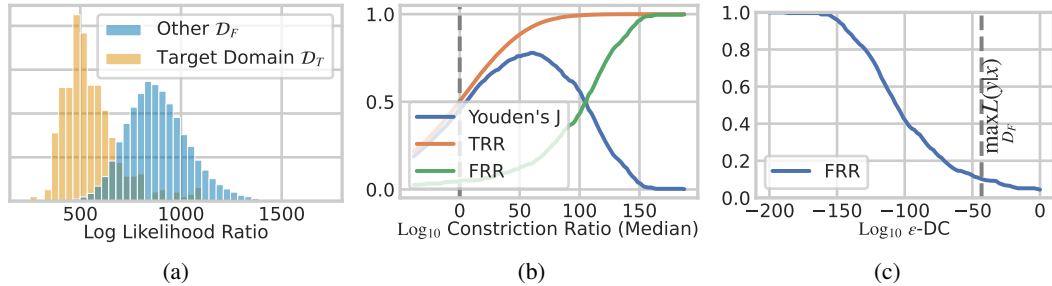 Other 𝒟_F
Target Domain 𝒟_T
500
1000
1500
Log Likelihood Ratio
(a)
1.0
0.5
0.0
Youden's J
TRR
FRR
0
50
100
150
Log₁₀ Constriction Ratio (Median)
(b)
1.0
0.8
0.6
0.4
0.2
0.0
max L(y|x)
D_F
FRR
-200
-150
-100
-50
0
Log₁₀ ε-DC
(c)